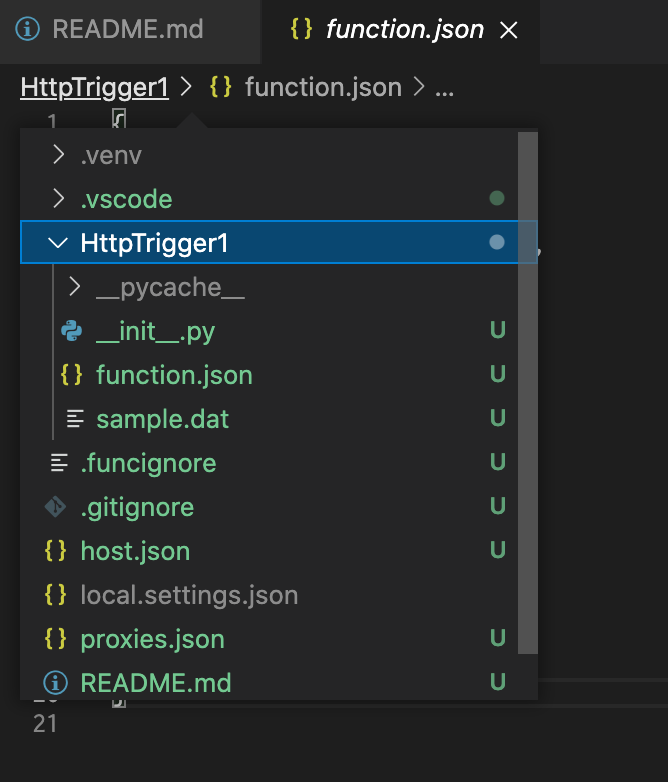 README.md function.json
HttpTrigger1 > {} function.json > ...
1 {
.venv
.vscode
HttpTrigger1
__pycache__
__init__.py U
function.json U
sample.dat U
.funcignore U
.gitignore U
host.json U
local.settings.json
proxies.json U
README.md U
21